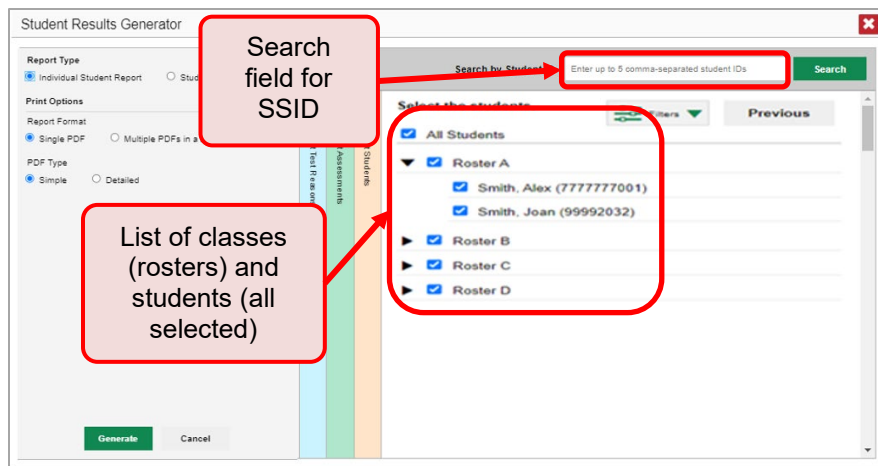 Student Results Generator
Report Type
Individual Student Report
Print Options
Report Format
Single PDF
Multiple PDFs in a
PDF Type
Simple
Detailed
Generate
Cancel
Search
field for
SSID
List of classes
(rosters) and
students (all
selected)
Assessments
Students
Search by Student
Enter up to 5 comma-separated student IDs
Search
Select the students
Filters
Previous
All Students
Roster A
Smith, Alex (7777777001)
Smith, Joan (99992032)
Roster B
Roster C
Roster D